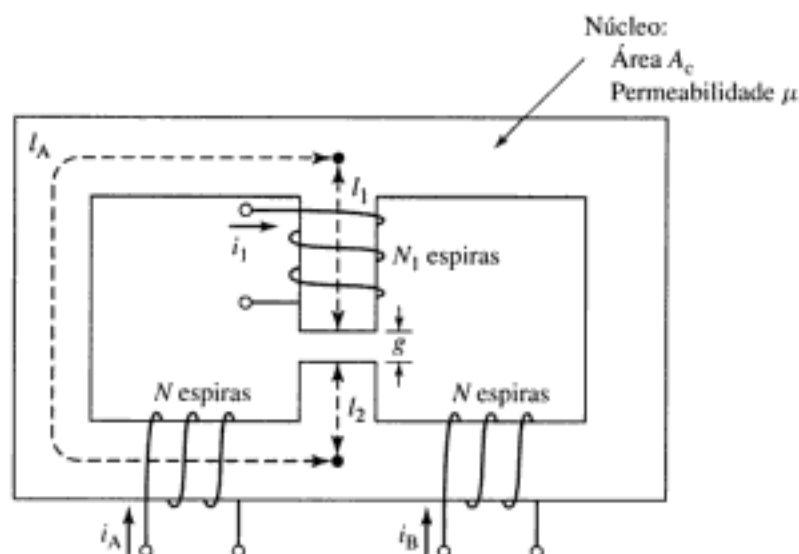 Núcleo:
Área A_c
Permeabilidade μ
l_A
l_1
i_1
N_1 espiras
g
N espiras
l_2
N espiras
i_A
i_B